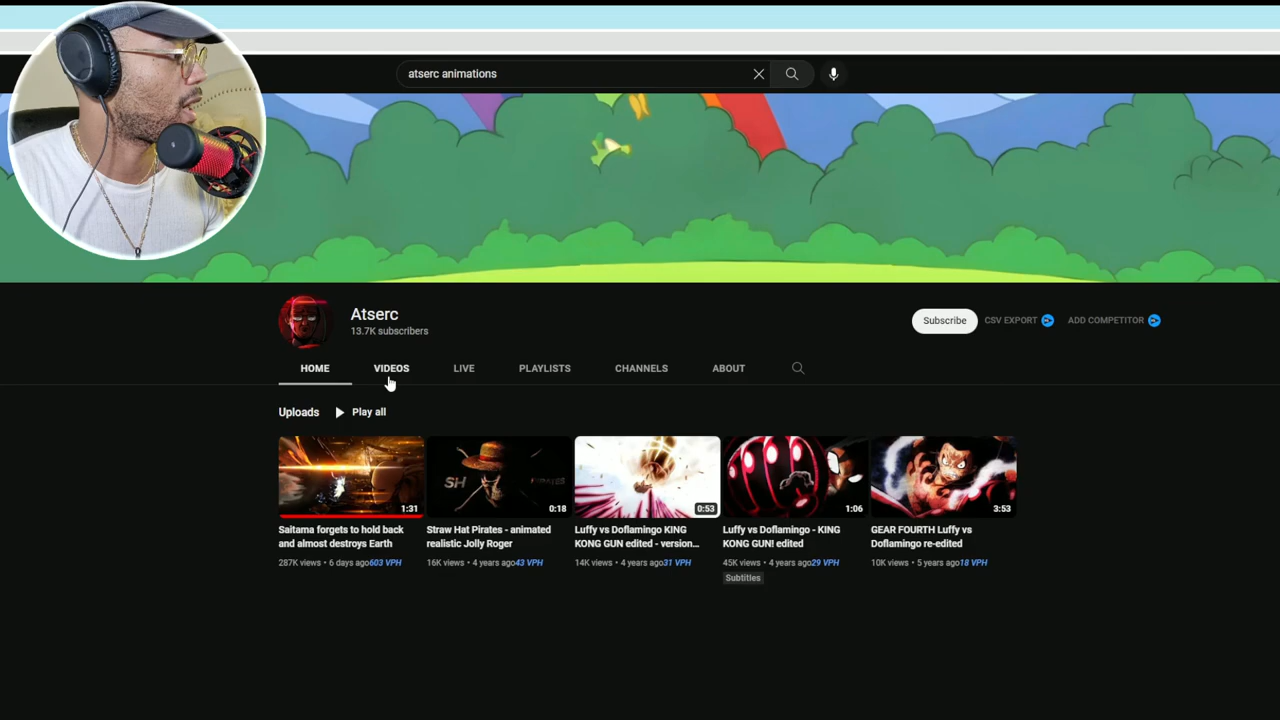 atserc animations
Atserc
13.7K subscribers
Subscribe
CSV EXPORT
ADD COMPETITOR
HOME
VIDEOS
LIVE
PLAYLISTS
CHANNELS
ABOUT
Uploads
Play all
1:31
SH PIRATES
0:18
0:53
1:06
3:53
Saitama forgets to hold back
and almost destroys Earth
287K views • 6 days ago603 VPH
Straw Hat Pirates - animated
realistic Jolly Roger
16K views • 4 years ago43 VPH
Luffy vs Doflamingo KING
KONG GUN edited - version...
14K views • 4 years ago31 VPH
Luffy vs Doflamingo - KING
KONG GUN! edited
45K views • 4 years ago29 VPH
Subtitles
GEAR FOURTH Luffy vs
Doflamingo re-edited
10K views • 5 years ago18 VPH